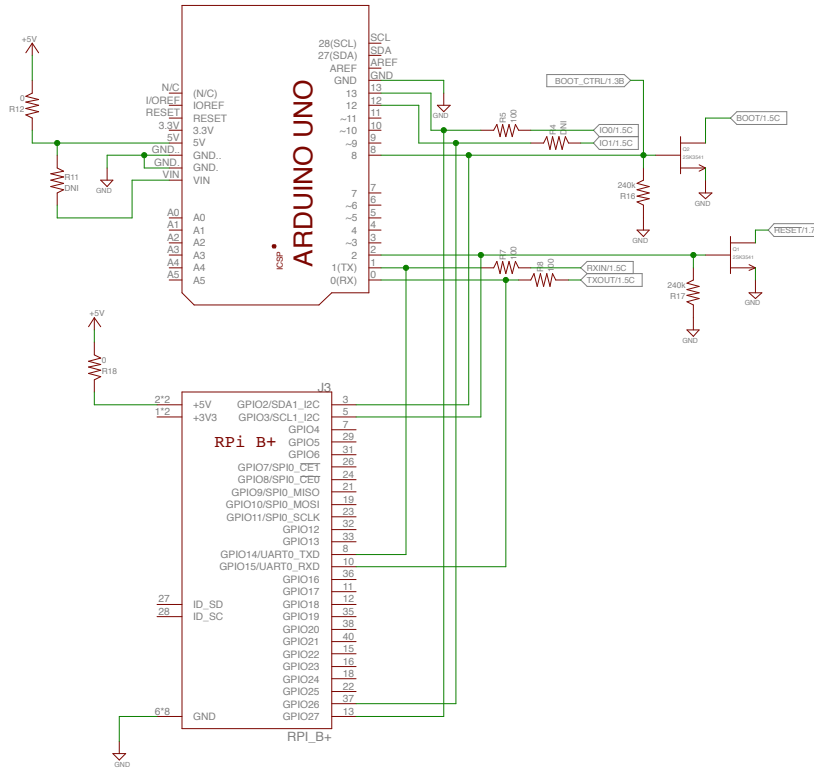 +5V
0
R12
R11
DNI
GND
N/C
I/OREF
RESET
3.3V
5V
GND..
GND.
VIN
A0
A1
A2
A3
A4
A5
(N/C)
IOREF
RESET
3.3V
5V
GND..
GND.
VIN
A0
A1
A2
A3
A4
A5
ARDUINO UNO
ICSP
28(SCL)
27(SDA)
AREF
GND
13
12
~11
~10
~9
8
7
~6
~5
4
~3
2
1(TX)
0(RX)
SCL
SDA
AREF
GND
13
12
11
10
9
8
7
6
5
4
3
2
1
0
GND
R5
100
R4
DNI
IO0/1.5C
IO1/1.5C
BOOT_CTRL/1.3B
BOOT/1.5C
Q2
2SK3541
GND
240k
R16
GND
RESET/1.7
Q1
2SK3541
GND
240k
R17
GND
R7
100
R8
100
RXIN/1.5C
TXOUT/1.5C
+5V
0
R18
J3
2*2
1*2
+5V
+3V3
RPi B+
GPIO2/SDA1_I2C 3
GPIO3/SCL1_I2C 5
GPIO4 7
GPIO5 29
GPIO6 31
GPIO7/SPI0_CE1 26
GPIO8/SPI0_CE0 24
GPIO9/SPI0_MISO 21
GPIO10/SPI0_MOSI 19
GPIO11/SPI0_SCLK 23
GPIO12 32
GPIO13 33
GPIO14/UART0_TXD 8
GPIO15/UART0_RXD 10
GPIO16 36
GPIO17 11
27 ID_SD GPIO18 12
28 ID_SC GPIO19 35
GPIO20 38
GPIO21 40
GPIO22 15
GPIO23 16
GPIO24 18
GPIO25 22
GPIO26 37
6*8 GND GPIO27 13
RPI_B+
GND